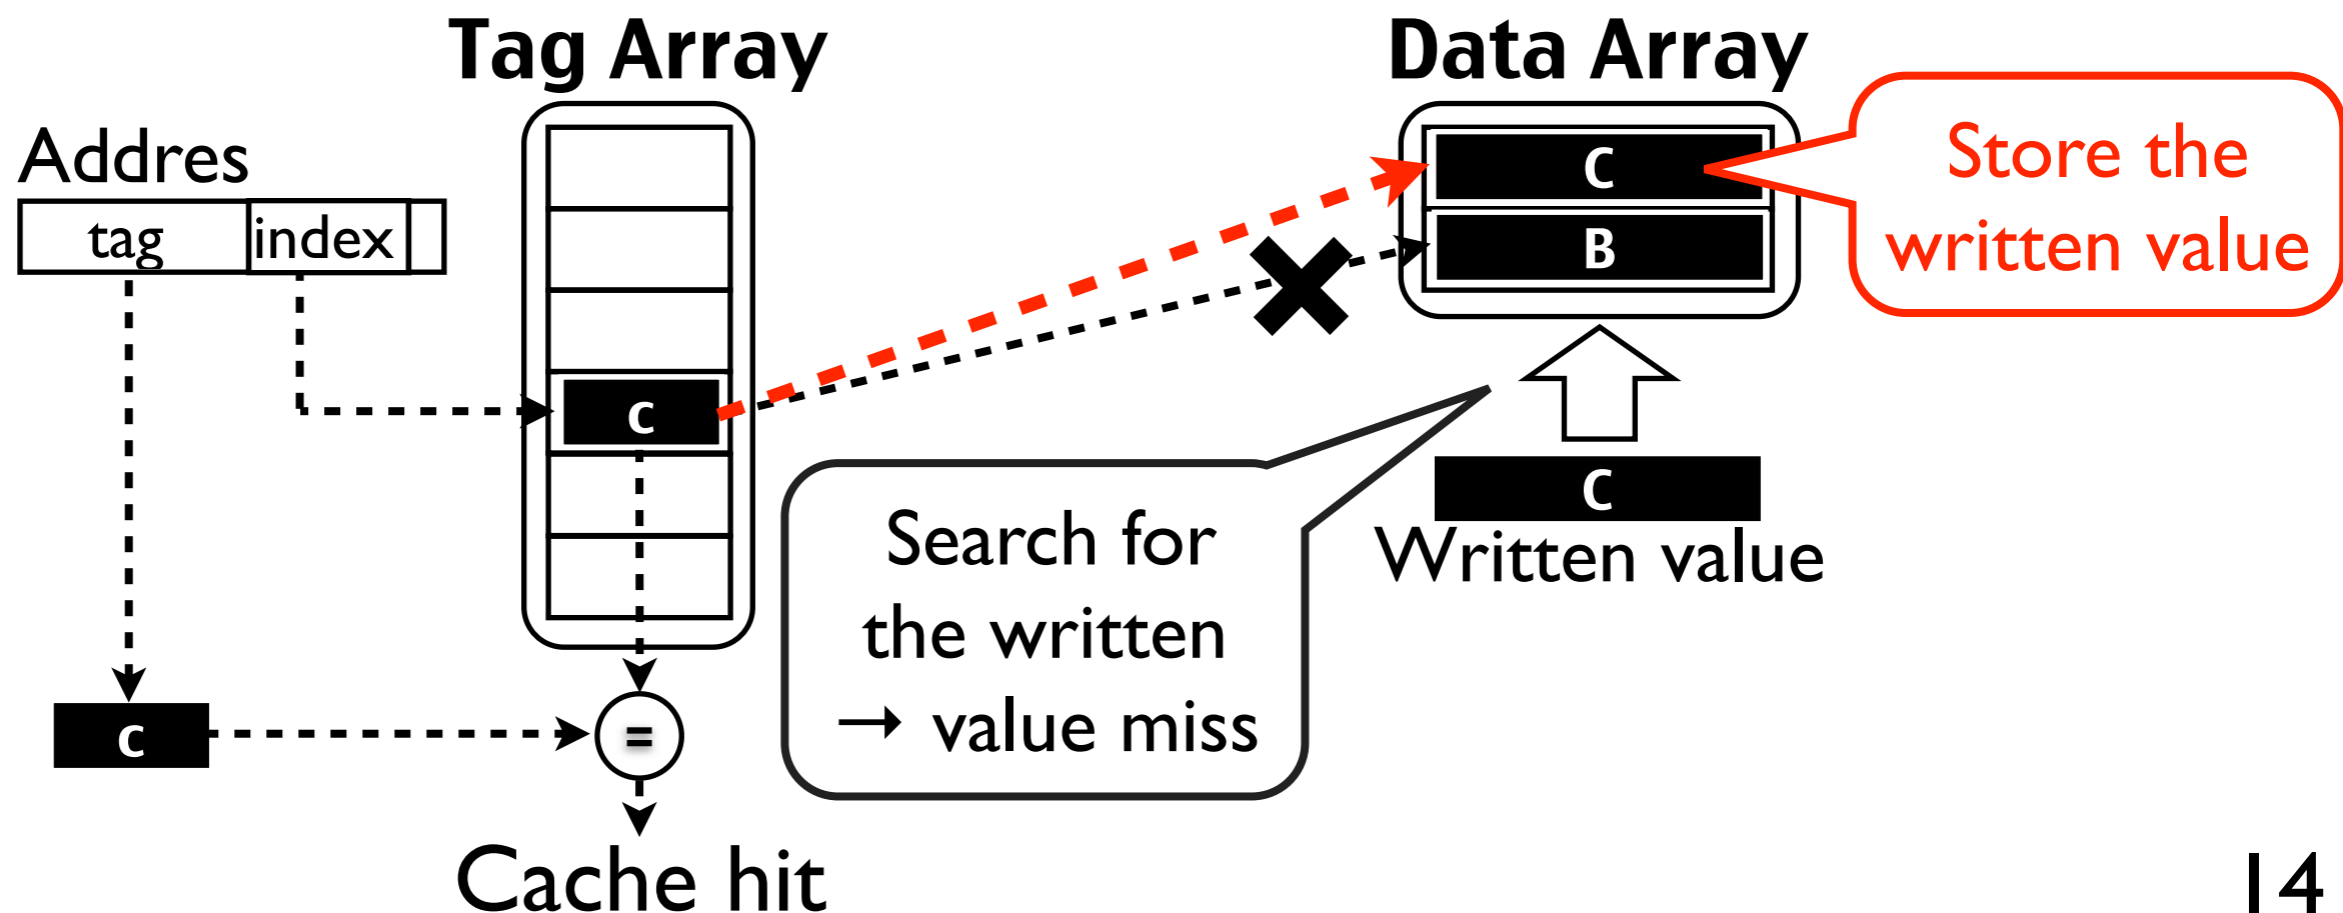 Tag Array
Data Array
Addres
tag
index
C
B
Store the
written value
c
C
Written value
Search for
the written
→ value miss
c
=
Cache hit
14